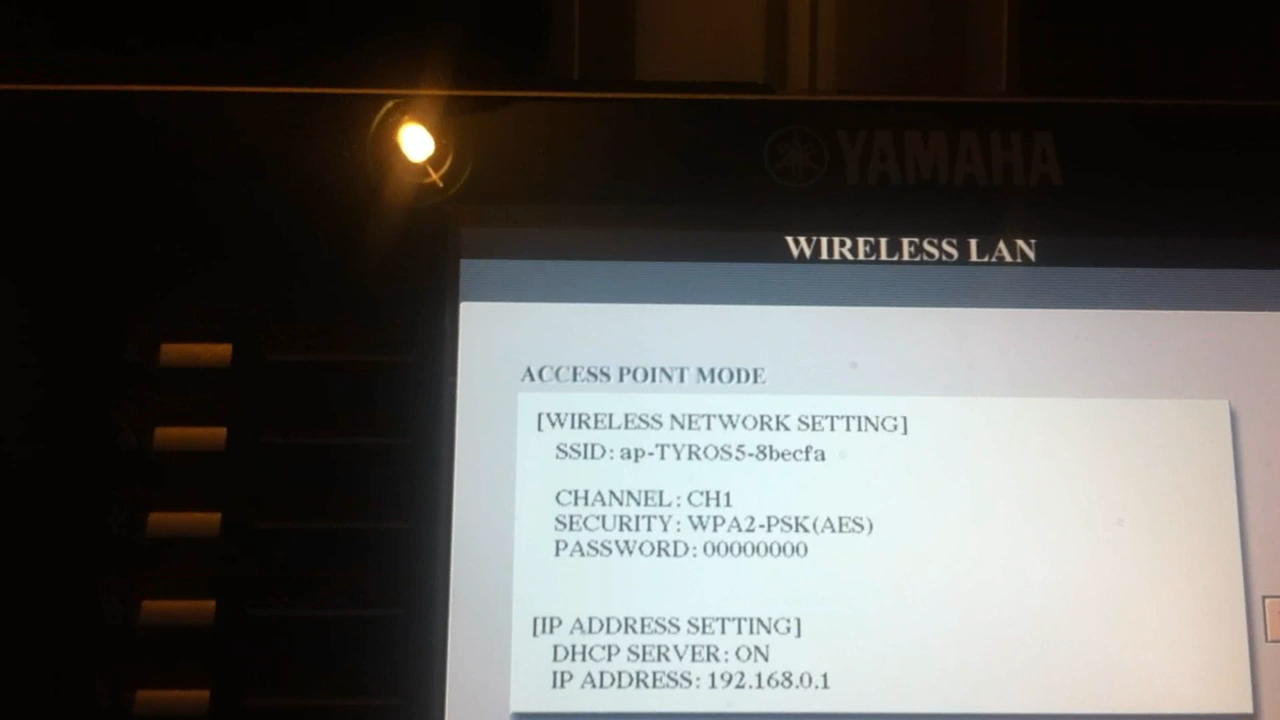 YAMAHA
WIRELESS LAN
ACCESS POINT MODE
[WIRELESS NETWORK SETTING]
SSID: ap-TYROS5-8becfa
CHANNEL: CH1
SECURITY: WPA2-PSK(AES)
PASSWORD: 00000000
[IP ADDRESS SETTING]
DHCP SERVER: ON
IP ADDRESS: 192.168.0.1